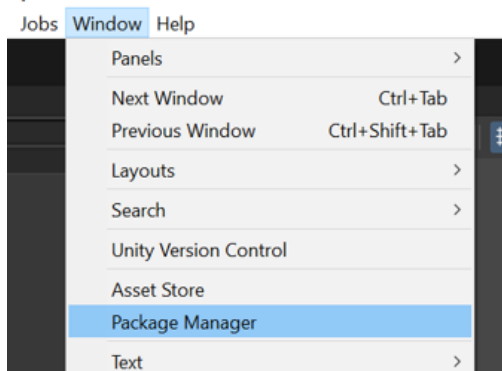 Jobs Window Help
Panels
Next Window Ctrl+Tab
Previous Window Ctrl+Shift+Tab
Layouts
Search
Unity Version Control
Asset Store
Package Manager
Text